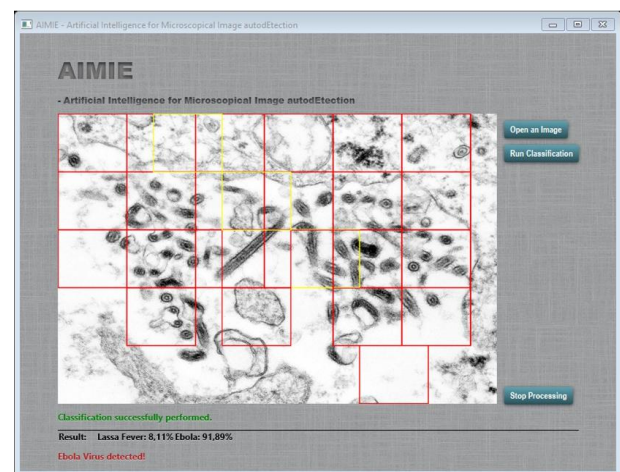 AIMIE - Artificial Intelligence for Microscopical Image autodEtection
AIMIE
- Artificial Intelligence for Microscopical Image autodEtection
Open an Image
Run Classification
Stop Processing
Classification successfully performed.
Result: Lassa Fever: 8,11% Ebola: 91,89%
Ebola Virus detected!